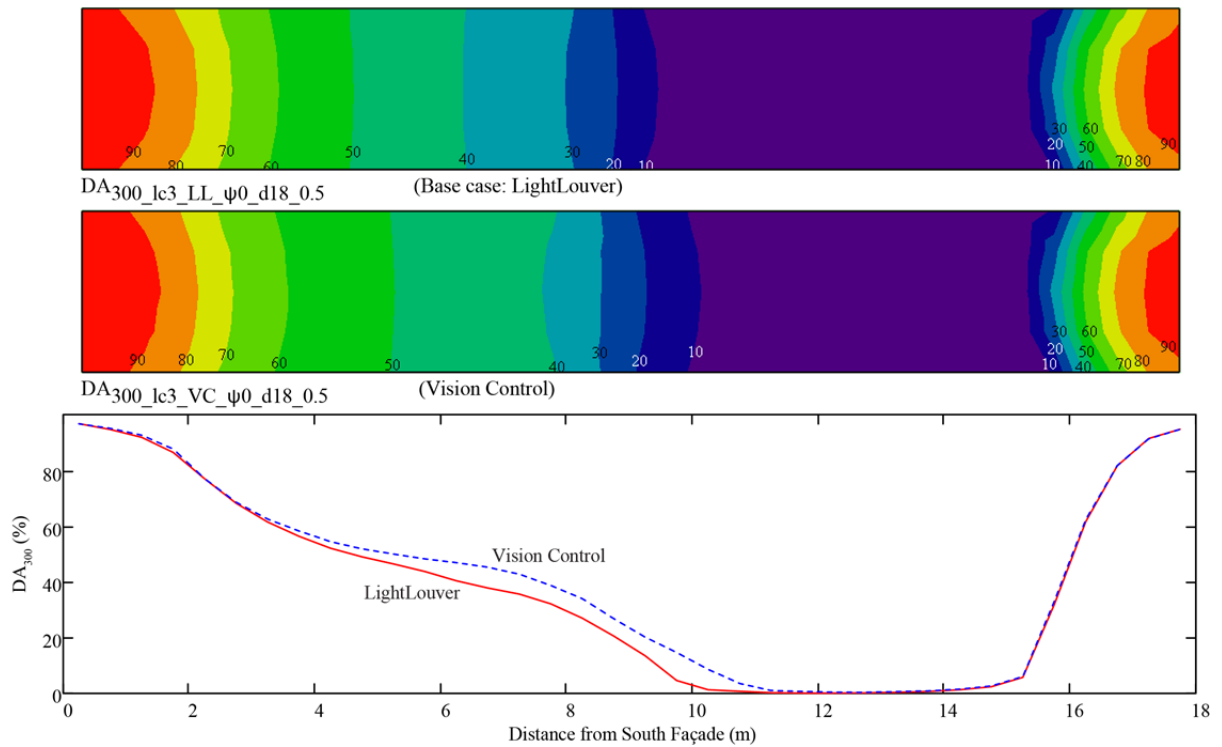 90 80 70 60 50 40 30 20 10 10 20 30 40 50 60 70 80 90
DA300_lc3_LL_ψ0_d18_0.5 (Base case: LightLouver)
90 80 70 60 50 40 30 20 10 10 20 30 40 50 60 70 80 90
DA300_lc3_VC_ψ0_d18_0.5 (Vision Control)
80
60
40
20
0
DA300 (%)
Vision Control
LightLouver
0 2 4 6 8 10 12 14 16 18
Distance from South Façade (m)